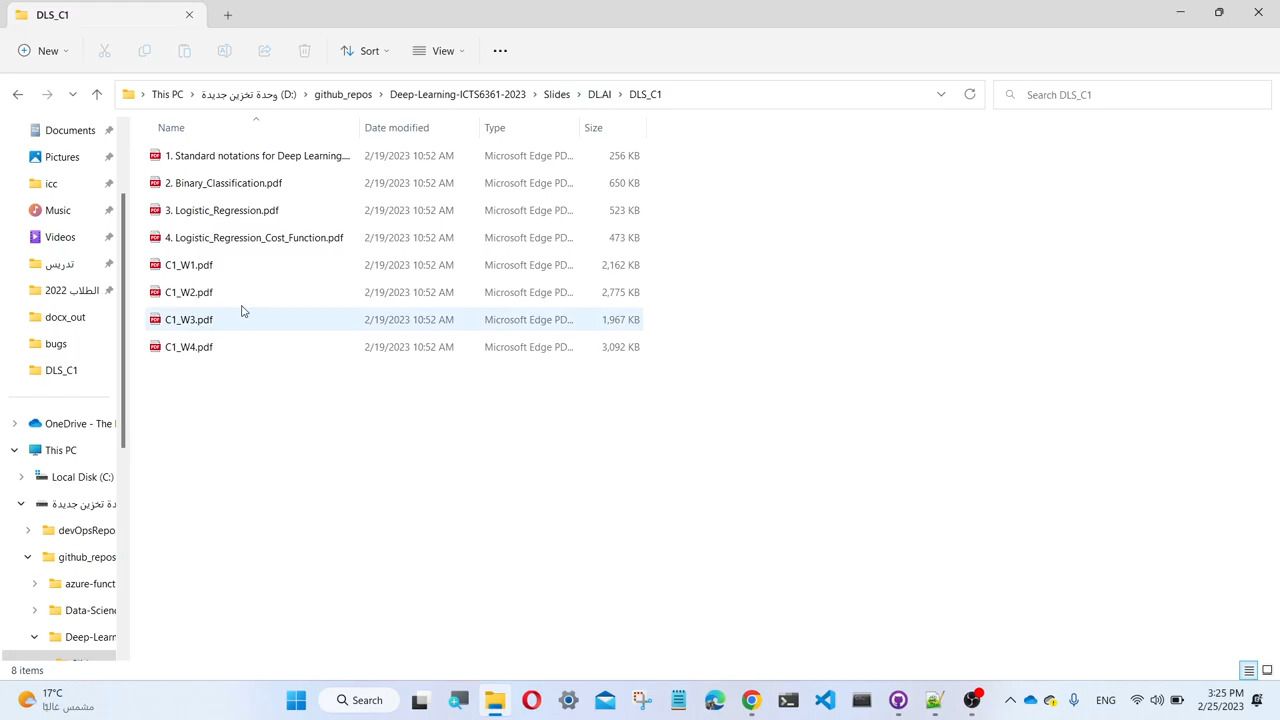 DLS_C1
New
Sort
View
This PC
وحدة تخزين جديدة (D:)
github_repos
Deep-Learning-ICTS6361-2023
Slides
DL.AI
DLS_C1
Search DLS_C1
Name
Date modified
Type
Size
1. Standard notations for Deep Learning....
2/19/2023 10:52 AM
Microsoft Edge PD...
256 KB
2. Binary_Classification.pdf
2/19/2023 10:52 AM
Microsoft Edge PD...
650 KB
3. Logistic_Regression.pdf
2/19/2023 10:52 AM
Microsoft Edge PD...
523 KB
4. Logistic_Regression_Cost_Function.pdf
2/19/2023 10:52 AM
Microsoft Edge PD...
473 KB
C1_W1.pdf
2/19/2023 10:52 AM
Microsoft Edge PD...
2,162 KB
C1_W2.pdf
2/19/2023 10:52 AM
Microsoft Edge PD...
2,775 KB
C1_W3.pdf
2/19/2023 10:52 AM
Microsoft Edge PD...
1,967 KB
C1_W4.pdf
2/19/2023 10:52 AM
Microsoft Edge PD...
3,092 KB
Documents
Pictures
icc
Music
Videos
تدريس
الطلاب 2022
docx_out
bugs
DLS_C1
OneDrive - The
This PC
Local Disk (C:)
دة تخزين جديدة
devOpsRepo
github_repos
azure-funct
Data-Scienc
Deep-Learn
8 items
17°C
مشمس غالبًا
Search
ENG
3:25 PM
2/25/2023